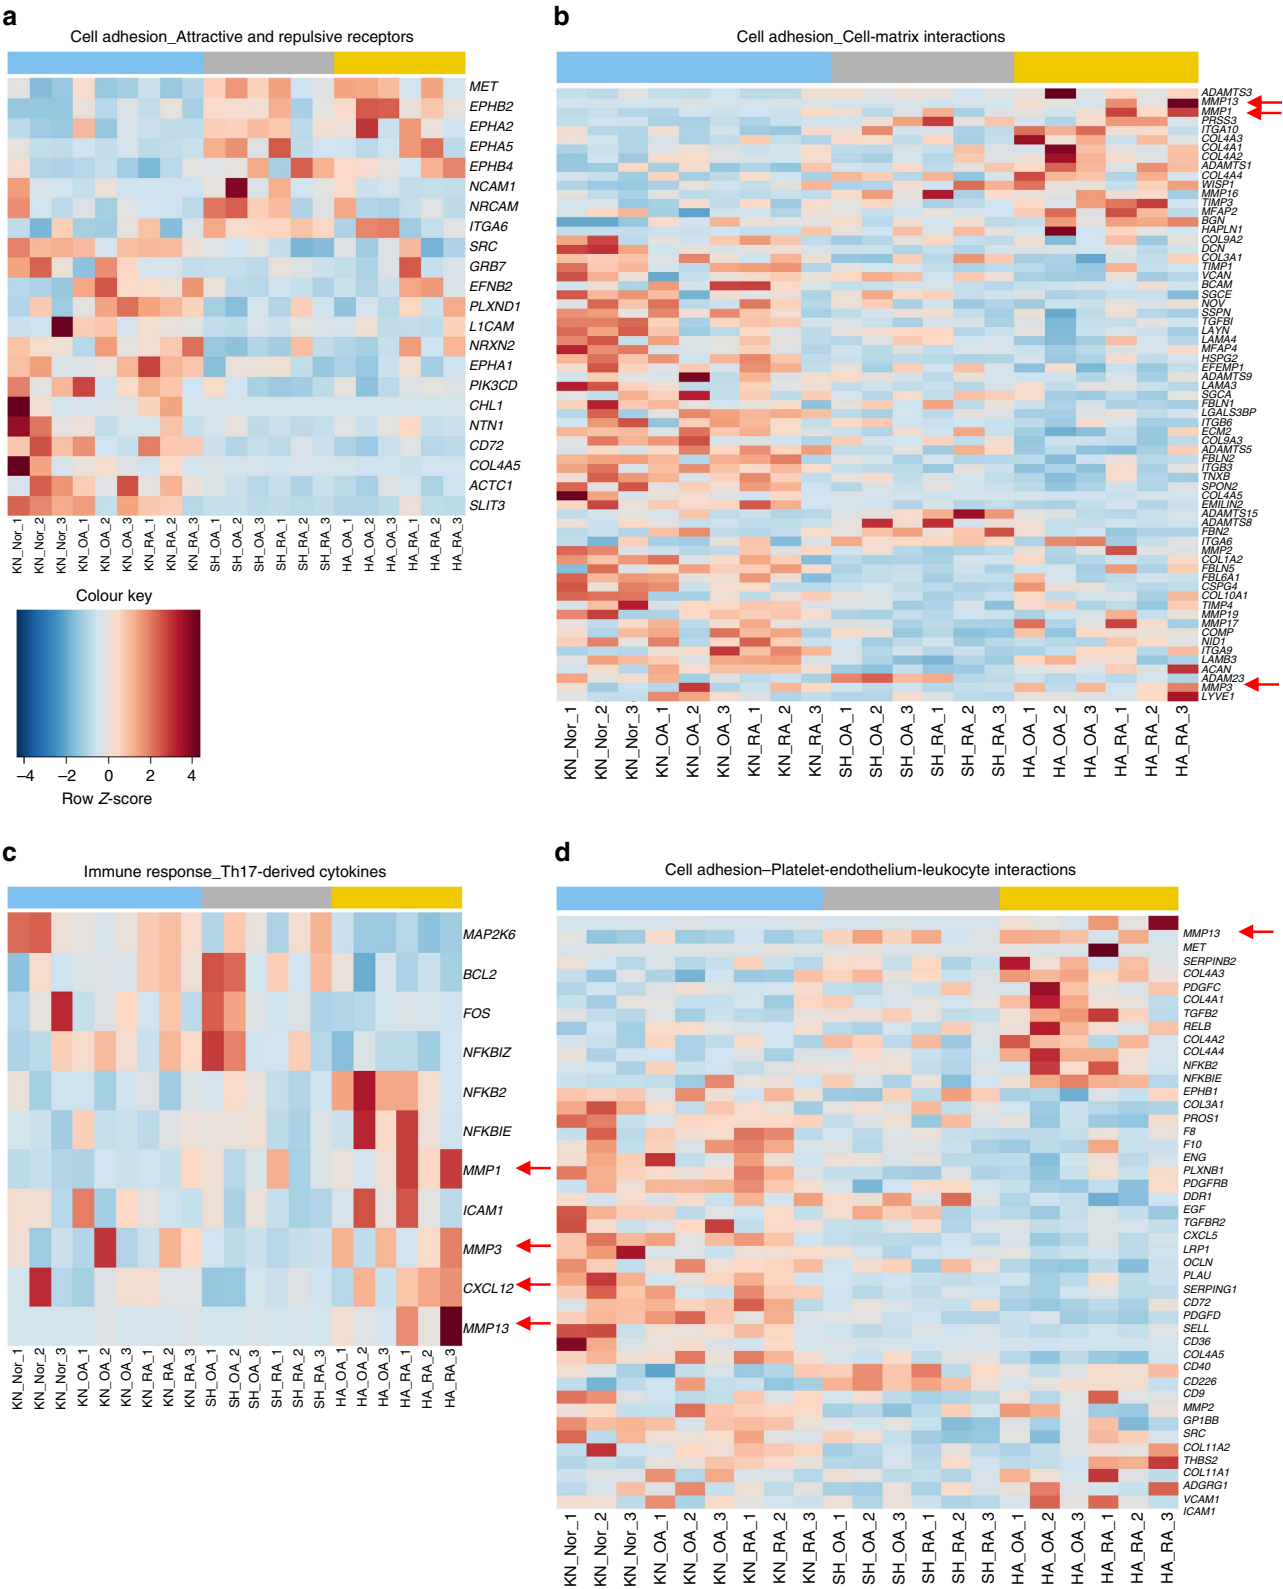 a
Cell adhesion_Attractive and repulsive receptors
MET
EPHB2
EPHA2
EPHA5
EPHB4
NCAM1
NRCAM
ITGA6
SRC
GRB7
EFNB2
PLXND1
L1CAM
NRXN2
EPHA1
PIK3CD
CHL1
NTN1
CD72
COL4A5
ACTC1
SLIT3
KN_Nor_1
KN_Nor_2
KN_Nor_3
KN_OA_1
KN_OA_2
KN_OA_3
KN_RA_1
KN_RA_2
KN_RA_3
SH_OA_1
SH_OA_2
SH_OA_3
SH_RA_1
SH_RA_2
SH_RA_3
HA_OA_1
HA_OA_2
HA_OA_3
HA_RA_1
HA_RA_2
HA_RA_3
Colour key
–4 –2 0 2 4
Row Z-score
b
Cell adhesion_Cell-matrix interactions
ADAMTS3
MMP13
MMP1
PRSS3
ITGA10
COL4A3
COL4A1
COL4A2
ADAMTS1
COL4A4
WISP1
MMP16
TIMP3
MFAP2
BGN
HAPLN1
COL9A2
DCN
COL3A1
TIMP1
VCAN
BCAM
SGCE
NOV
SSPN
TGFBI
LAYN
LAMA4
MFAP4
HSPG2
EFEMP1
ADAMTS9
LAMA3
SGCA
FBLN1
LGALS3BP
ITGB6
ECM2
COL9A3
ADAMTS5
FBLN2
ITGB3
TNXB
SPON2
COL4A5
EMILIN2
ADAMTS15
ADAMTS8
FBN2
ITGA6
MMP2
COL1A2
FBLN5
FBL6A1
CSPG4
COL10A1
TIMP4
MMP19
MMP17
COMP
NID1
ITGA9
LAMB3
ACAN
ADAM23
MMP3
LYVE1
KN_Nor_1
KN_Nor_2
KN_Nor_3
KN_OA_1
KN_OA_2
KN_OA_3
KN_RA_1
KN_RA_2
KN_RA_3
SH_OA_1
SH_OA_2
SH_OA_3
SH_RA_1
SH_RA_2
SH_RA_3
HA_OA_1
HA_OA_2
HA_OA_3
HA_RA_1
HA_RA_2
HA_RA_3
c
Immune response_Th17-derived cytokines
MAP2K6
BCL2
FOS
NFKBIZ
NFKB2
NFKBIE
MMP1
ICAM1
MMP3
CXCL12
MMP13
KN_Nor_1
KN_Nor_2
KN_Nor_3
KN_OA_1
KN_OA_2
KN_OA_3
KN_RA_1
KN_RA_2
KN_RA_3
SH_OA_1
SH_OA_2
SH_OA_3
SH_RA_1
SH_RA_2
SH_RA_3
HA_OA_1
HA_OA_2
HA_OA_3
HA_RA_1
HA_RA_2
HA_RA_3
d
Cell adhesion–Platelet-endothelium-leukocyte interactions
MMP13
MET
SERPINB2
COL4A3
PDGFC
COL4A1
TGFB2
RELB
COL4A2
COL4A4
NFKB2
NFKBIE
EPHB1
COL3A1
PROS1
F8
F10
ENG
PLXNB1
PDGFRB
DDR1
EGF
TGFBR2
CXCL5
LRP1
OCLN
PLAU
SERPING1
CD72
PDGFD
SELL
CD36
COL4A5
CD40
CD226
CD9
MMP2
GP1BB
SRC
COL11A2
THBS2
COL11A1
ADGRG1
VCAM1
ICAM1
KN_Nor_1
KN_Nor_2
KN_Nor_3
KN_OA_1
KN_OA_2
KN_OA_3
KN_RA_1
KN_RA_2
KN_RA_3
SH_OA_1
SH_OA_2
SH_OA_3
SH_RA_1
SH_RA_2
SH_RA_3
HA_OA_1
HA_OA_2
HA_OA_3
HA_RA_1
HA_RA_2
HA_RA_3